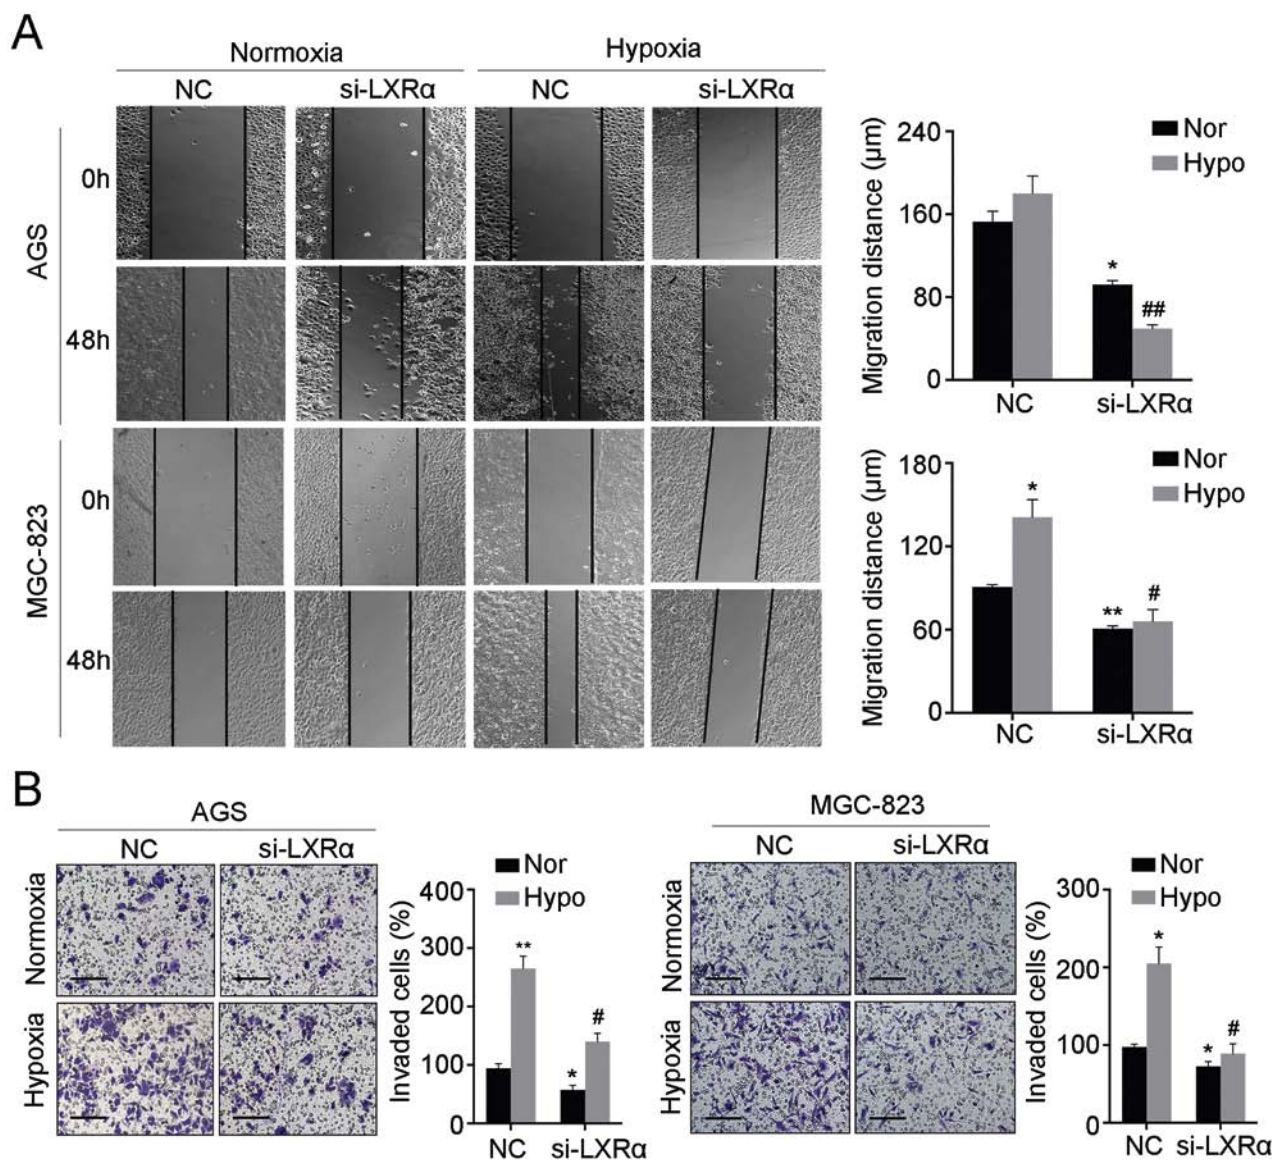 A
Normoxia
Hypoxia
NC
si-LXRα
NC
si-LXRα
AGS
0h
48h
MGC-823
0h
48h
Migration distance (µm)
240
160
80
0
Nor
Hypo
*
##
NC
si-LXRα
Migration distance (µm)
180
120
60
0
Nor
Hypo
*
**
#
NC
si-LXRα
B
AGS
NC
si-LXRα
Normoxia
Hypoxia
Invaded cells (%)
400
300
200
100
0
Nor
Hypo
**
*
#
NC
si-LXRα
MGC-823
NC
si-LXRα
Normoxia
Hypoxia
Invaded cells (%)
300
200
100
0
Nor
Hypo
*
*
#
NC
si-LXRα